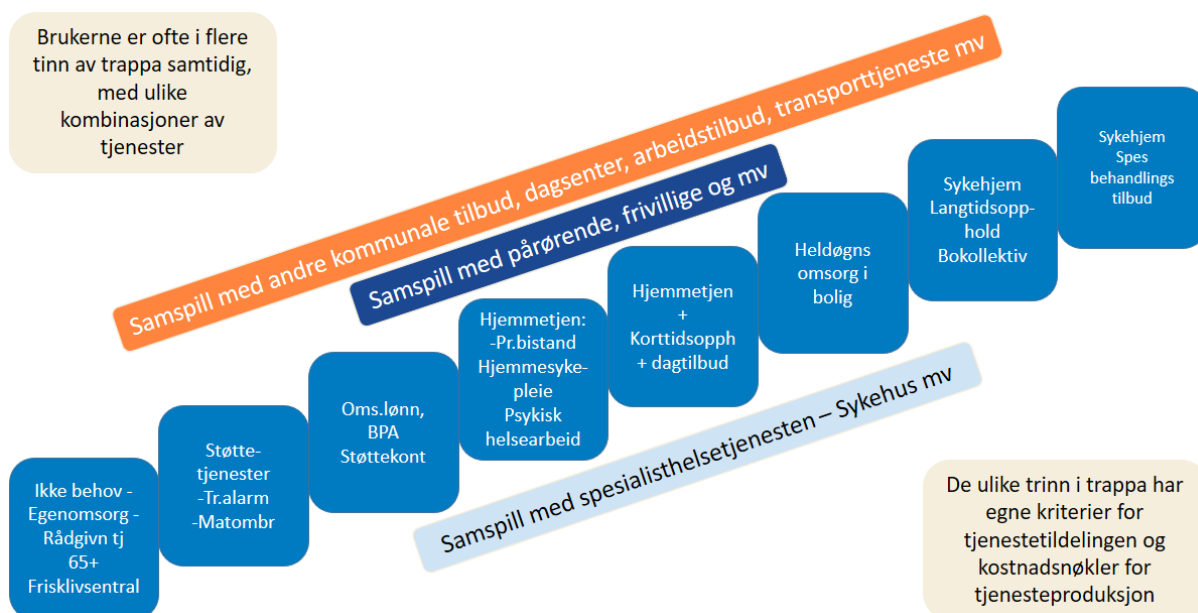 Brukerne er ofte i flere
tinn av trappa samtidig,
med ulike
kombinasjoner av
tjenester
Samspill med andre kommunale tilbud, dagsenter, arbeidstilbud, transporttjeneste mv
Samspill med pårørende, frivillige og mv
Ikke behov -
Egenomsorg -
Rådgivn tj
65+
Frisklivsentral
Støtte-
tjenester
-Tr.alarm
-Matombr
Oms.lønn,
BPA
Støttekont
Hjemmetjen:
-Pr.bistand
Hjemmesyke-
pleie
Psykisk
helsearbeid
Hjemmetjen
+
Korttidsopph
+ dagtilbud
Heldøgns
omsorg i
bolig
Sykehjem
Langtidsopp-
hold
Bokollektiv
Sykehjem
Spes
behandlings
tilbud
Samspill med spesialisthelsetjenesten – Sykehus mv
De ulike trinn i trappa har
egne kriterier for
tjenestetildelingen og
kostnadsnøkler for
tjenesteproduksjon